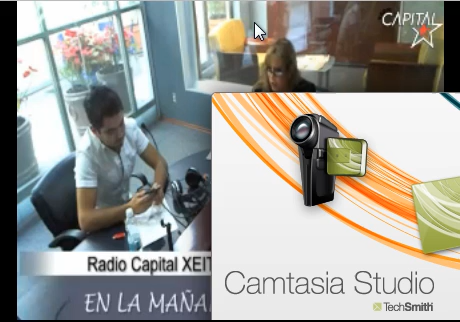 CAPITAL
Radio Capital XEIT
EN LA MAÑA
Camtasia Studio
TechSmith